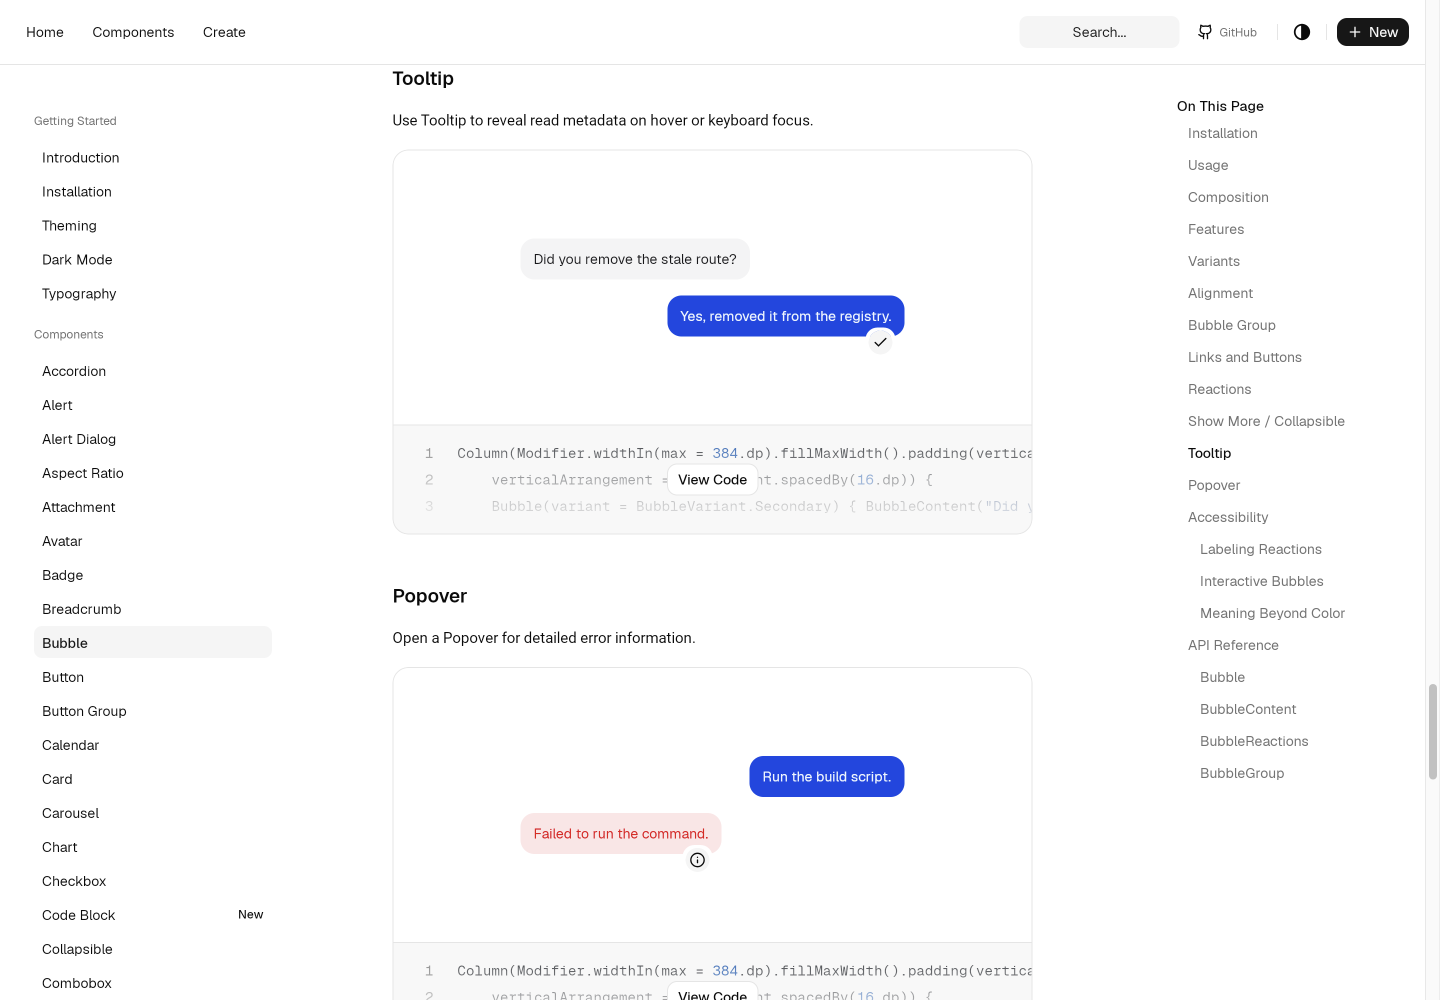 Home
Components
Create
Search...
GitHub
New
Getting Started
Introduction
Installation
Theming
Dark Mode
Typography
Components
Accordion
Alert
Alert Dialog
Aspect Ratio
Attachment
Avatar
Badge
Breadcrumb
Bubble
Button
Button Group
Calendar
Card
Carousel
Chart
Checkbox
Code Block New
Collapsible
Combobox
Tooltip
Use Tooltip to reveal read metadata on hover or keyboard focus.
Did you remove the stale route?
Yes, removed it from the registry.
1 Column(Modifier.widthIn(max = 384.dp).fillMaxWidth().padding(vertica
2 verticalArrangement = nt.spacedBy(16.dp)) {
View Code
3 Bubble(variant = BubbleVariant.Secondary) { BubbleContent("Did y
Popover
Open a Popover for detailed error information.
Run the build script.
Failed to run the command.
1 Column(Modifier.widthIn(max = 384.dp).fillMaxWidth().padding(vertica
2 verticalArrangement = nt.spacedBy(16.dp)) {
View Code
On This Page
Installation
Usage
Composition
Features
Variants
Alignment
Bubble Group
Links and Buttons
Reactions
Show More / Collapsible
Tooltip
Popover
Accessibility
Labeling Reactions
Interactive Bubbles
Meaning Beyond Color
API Reference
Bubble
BubbleContent
BubbleReactions
BubbleGroup